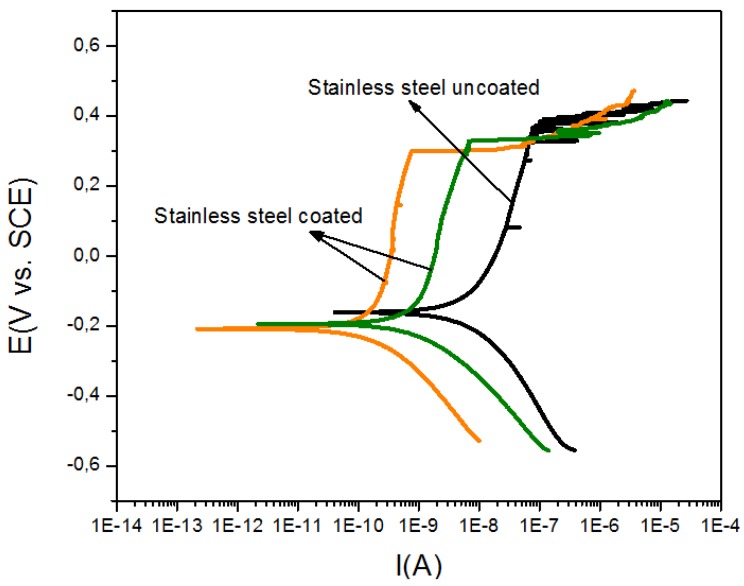 0,6
Stainless steel uncoated
0,4
0,2
Stainless steel coated
0,0
-0,2
-0,4
-0,6
E(V vs. SCE)
1E-14 1E-13 1E-12 1E-11 1E-10 1E-9 1E-8 1E-7 1E-6 1E-5 1E-4
I(A)